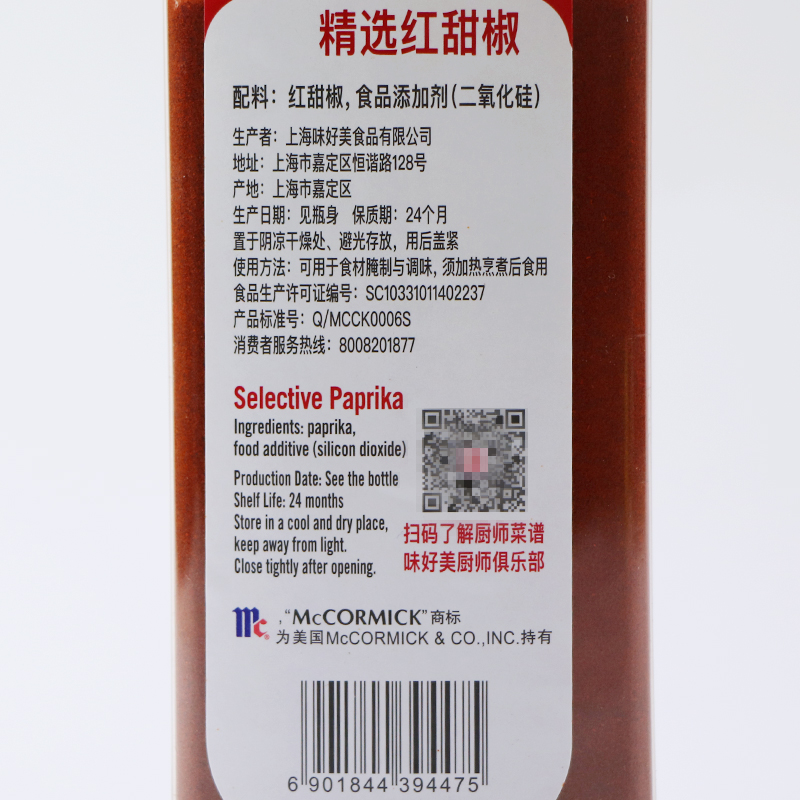 精选红甜椒
配料：红甜椒, 食品添加剂(二氧化硅)
生产者：上海味好美食品有限公司
地址：上海市嘉定区恒谐路128号
产地：上海市嘉定区
生产日期：见瓶身 保质期：24个月
置于阴凉干燥处、避光存放，用后盖紧
使用方法：可用于食材腌制与调味, 须加热烹煮后食用
食品生产许可证编号：SC10331011402237
产品标准号：Q/MCCK0006S
消费者服务热线：8008201877
Selective Paprika
Ingredients: paprika,
food additive (silicon dioxide)
Production Date: See the bottle
Shelf Life: 24 months
Store in a cool and dry place,
keep away from light.
Close tightly after opening.
扫码了解厨师菜谱
味好美厨师俱乐部
Mc ,“McCORMICK”商标
为美国McCORMICK & CO.,INC.持有
6 901844 394475